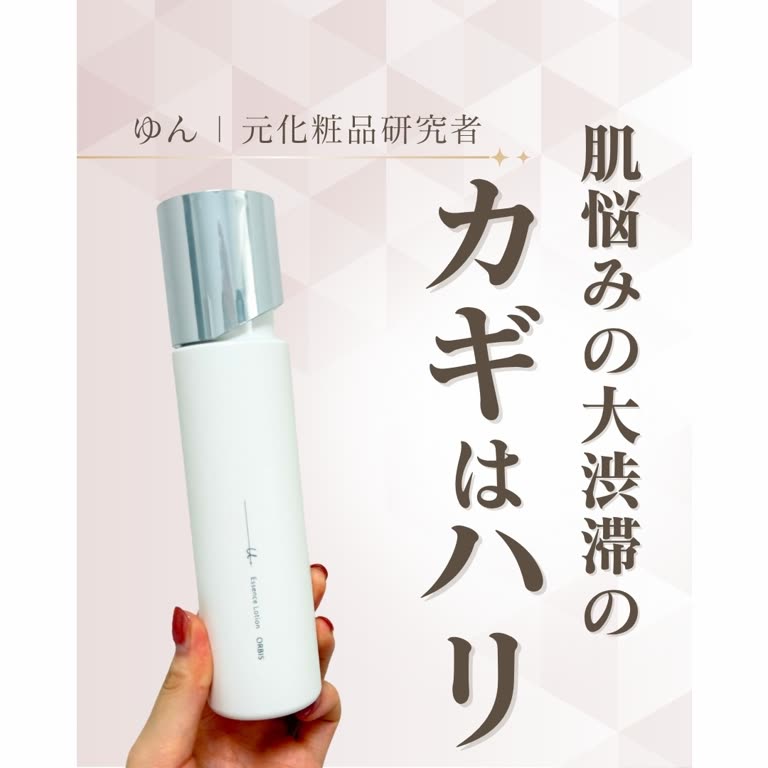 ゆん | 元化粧品研究者
肌悩みの大渋滞の
カギはハリ
U
Essence Lotion
ORBIS